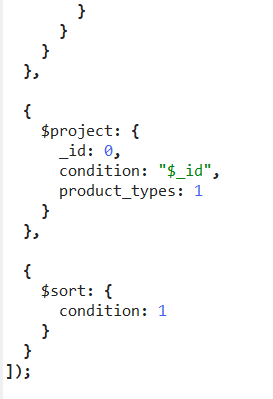 }
      }
    }
  },

  {
    $project: {
      _id: 0,
      condition: "$_id",
      product_types: 1
    }
  },

  {
    $sort: {
      condition: 1
    }
  }
]);